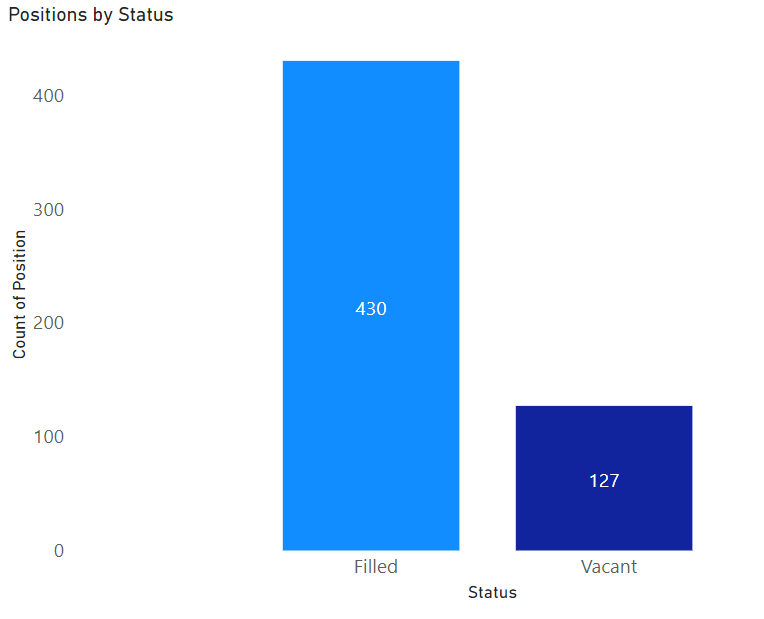 Positions by Status
Count of Position
400
300
200
100
0
430
127
Filled
Vacant
Status